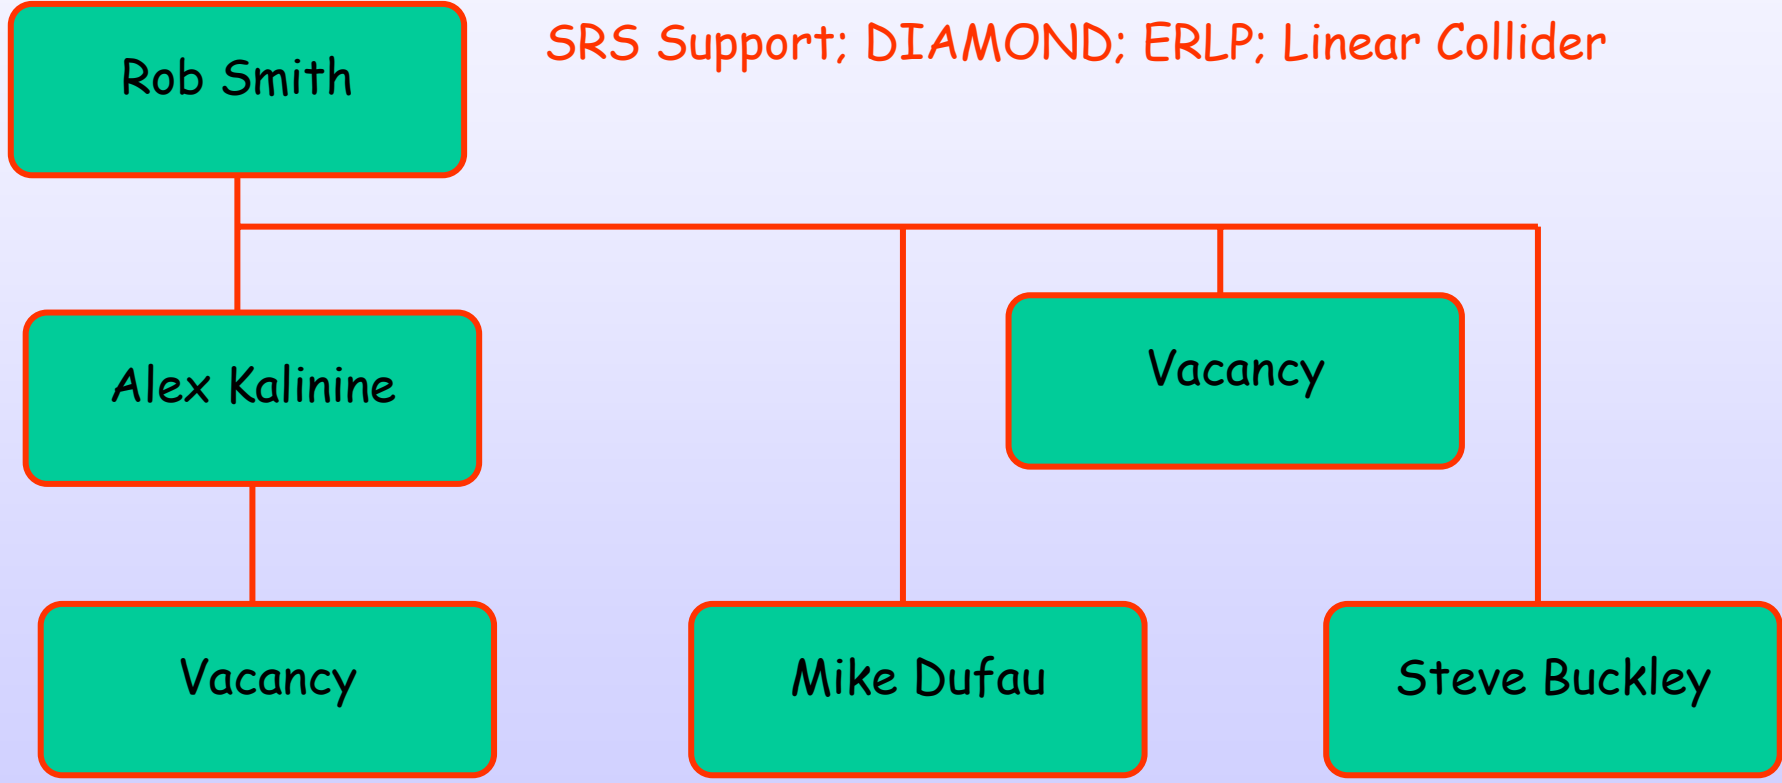 Rob Smith
SRS Support; DIAMOND; ERLP; Linear Collider
Alex Kalinine
Vacancy
Vacancy
Mike Dufau
Steve Buckley